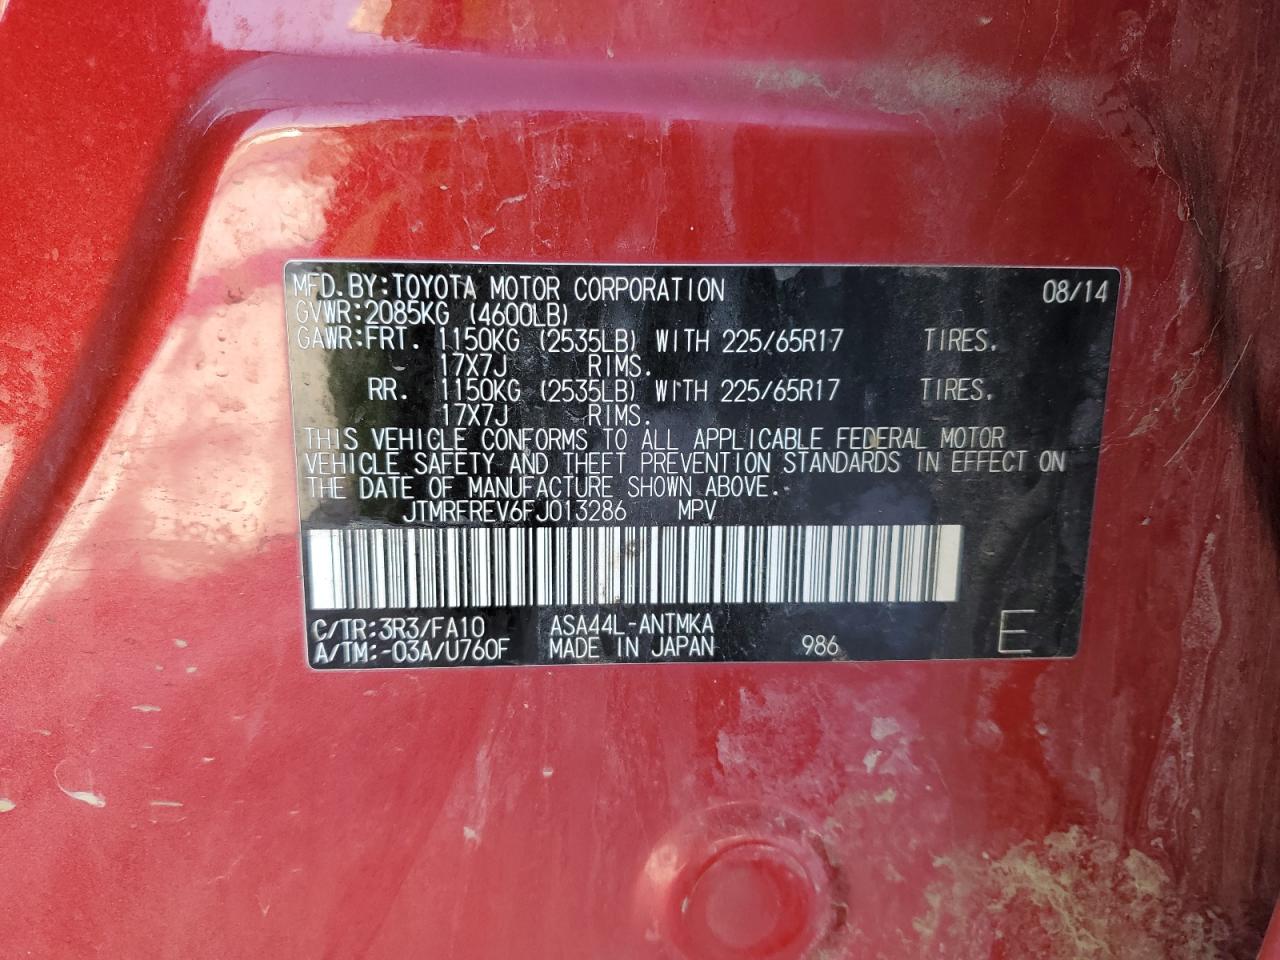 MFD.BY:TOYOTA MOTOR CORPORATION 08/14
GVWR:2085KG (4600LB)
GAWR:FRT. 1150KG (2535LB) WITH 225/65R17 TIRES.
17X7J RIMS.
RR. 1150KG (2535LB) WITH 225/65R17 TIRES.
17X7J RIMS.
THIS VEHICLE CONFORMS TO ALL APPLICABLE FEDERAL MOTOR
VEHICLE SAFETY AND THEFT PREVENTION STANDARDS IN EFFECT ON
THE DATE OF MANUFACTURE SHOWN ABOVE.
JTMRFREV6FJ013286 MPV
C/TR:3R3/FA10 ASA44L-ANTMKA
A/TM:-03A/U760F MADE IN JAPAN 986 E